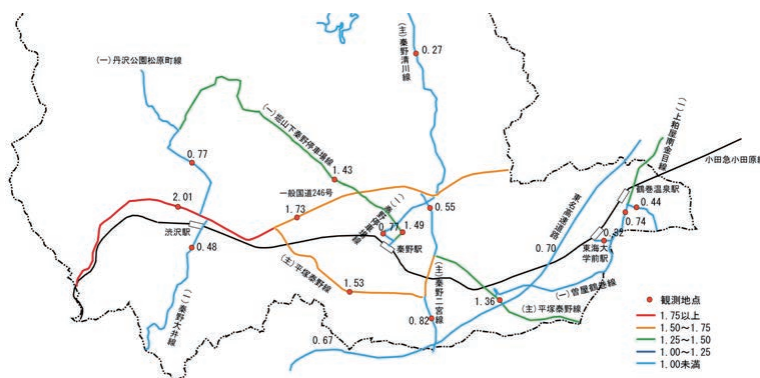 (主)秦野清川線
0.27
(一)丹沢公園松原町線
(一)堀山下秦野停車場線
(一)上粕屋南金目線
小田急小田原線
0.77
1.43
一般国道246号
東名高速道路
鶴巻温泉駅
0.44
2.01
1.73
0.55
0.74
渋沢駅
0.77
1.49
0.48
秦野駅
0.70
東海大
学前駅
(主)平塚秦野線
1.53
(主)秦野二宮線
1.36
(一)曽屋鶴巻線
(主)平塚秦野線
(一)秦野大井線
0.82
0.67
観測地点
1.75以上
1.50~1.75
1.25~1.50
1.00~1.25
1.00未満